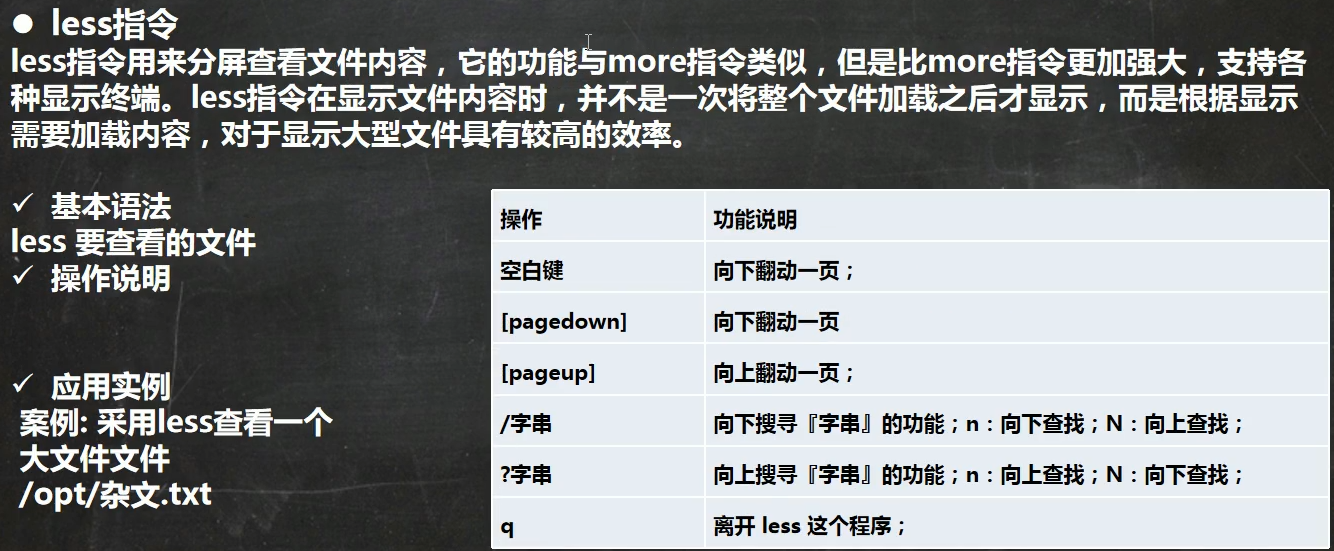 ● less指令
less指令用来分屏查看文件内容，它的功能与more指令类似，但是比more指令更加强大，支持各
种显示终端。less指令在显示文件内容时，并不是一次将整个文件加载之后才显示，而是根据显示
需要加载内容，对于显示大型文件具有较高的效率。
✓ 基本语法
less 要查看的文件
✓ 操作说明
✓ 应用实例
案例: 采用less查看一个
大文件文件
/opt/杂文.txt
操作 功能说明
空白键 向下翻动一页；
[pagedown] 向下翻动一页
[pageup] 向上翻动一页；
/字串 向下搜寻『字串』的功能；n：向下查找；N：向上查找；
?字串 向上搜寻『字串』的功能；n：向上查找；N：向下查找；
q 离开 less 这个程序；